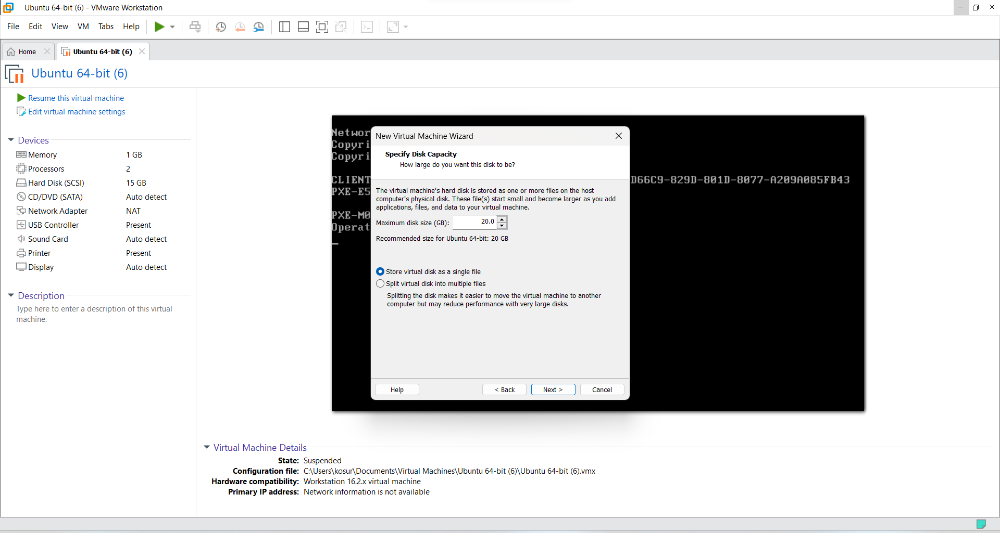 Ubuntu 64-bit (6) - VMware Workstation
File Edit View VM Tabs Help
Home
Ubuntu 64-bit (6)
Ubuntu 64-bit (6)
Resume this virtual machine
Edit virtual machine settings
Devices
Memory 1 GB
Processors 2
Hard Disk (SCSI) 15 GB
CD/DVD (SATA) Auto detect
Network Adapter NAT
USB Controller Present
Sound Card Auto detect
Printer Present
Display Auto detect
Description
Type here to enter a description of this virtual
machine.
Networ
Copyri
Copyri
CLIENT D66C9-829D-801D-8077-A209A085FB43
PXE-E5
PXE-M0
Operat
New Virtual Machine Wizard
Specify Disk Capacity
How large do you want this disk to be?
The virtual machine's hard disk is stored as one or more files on the host
computer's physical disk. These file(s) start small and become larger as you add
applications, files, and data to your virtual machine.
Maximum disk size (GB): 20.0
Recommended size for Ubuntu 64-bit: 20 GB
Store virtual disk as a single file
Split virtual disk into multiple files
Splitting the disk makes it easier to move the virtual machine to another
computer but may reduce performance with very large disks.
Help < Back Next > Cancel
Virtual Machine Details
State: Suspended
Configuration file: C:\Users\kosur\Documents\Virtual Machines\Ubuntu 64-bit (6)\Ubuntu 64-bit (6).vmx
Hardware compatibility: Workstation 16.2.x virtual machine
Primary IP address: Network information is not available